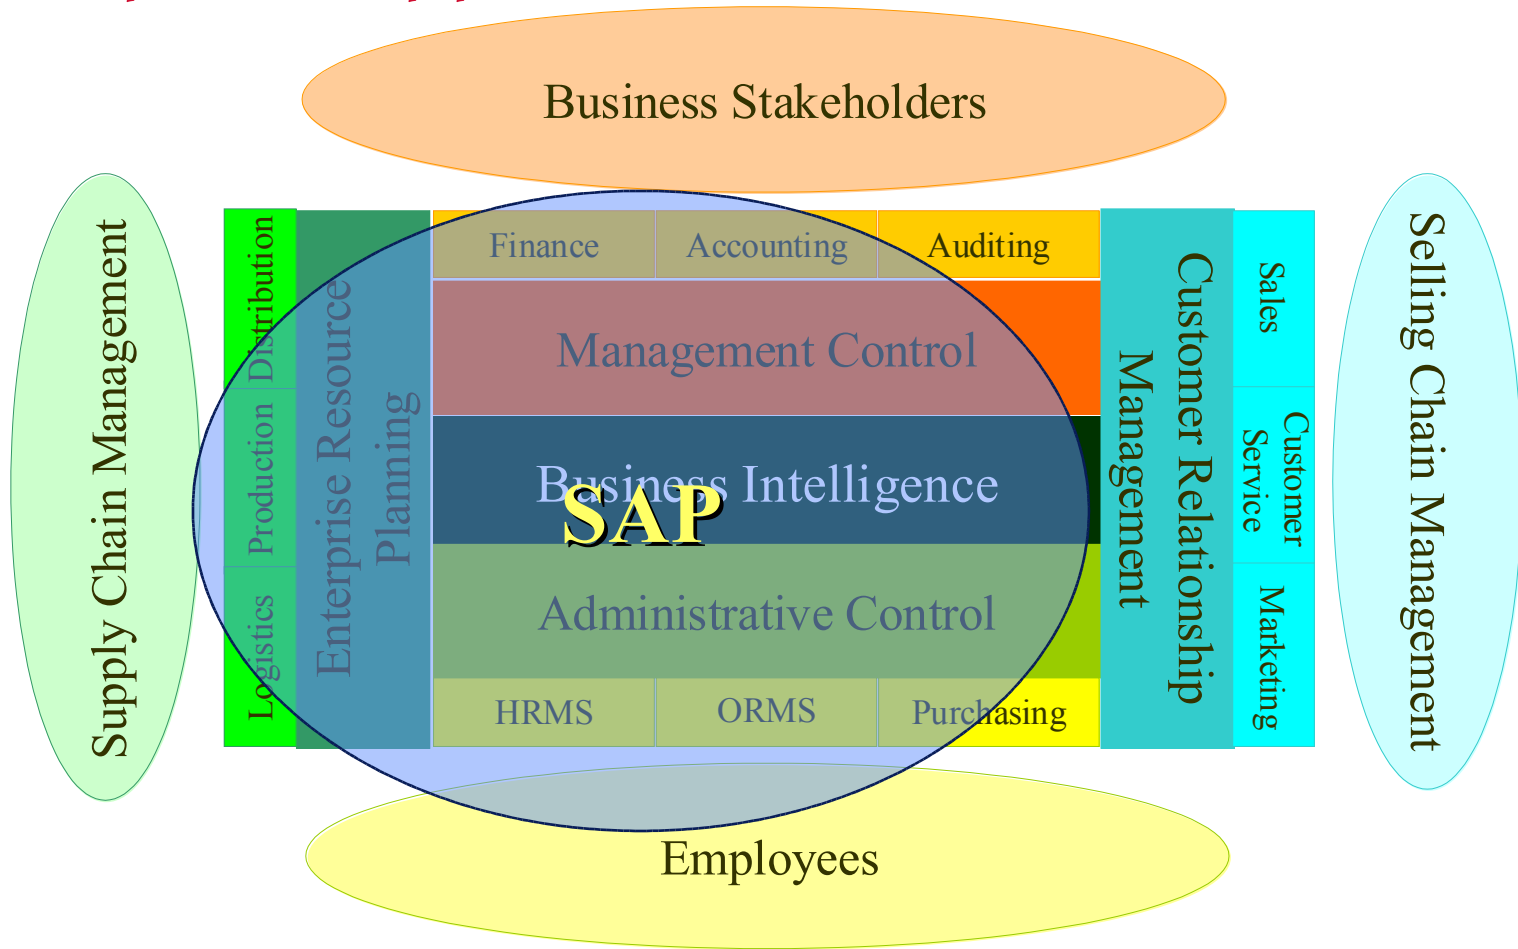 Business Stakeholders
Supply Chain Management
Distribution
Production
Logistics
Enterprise Resource
Planning
Finance
Accounting
Auditing
Management Control
Business Intelligence
SAP
Administrative Control
HRMS
ORMS
Purchasing
Customer Relationship
Management
Sales
Customer
Service
Marketing
Selling Chain Management
Employees